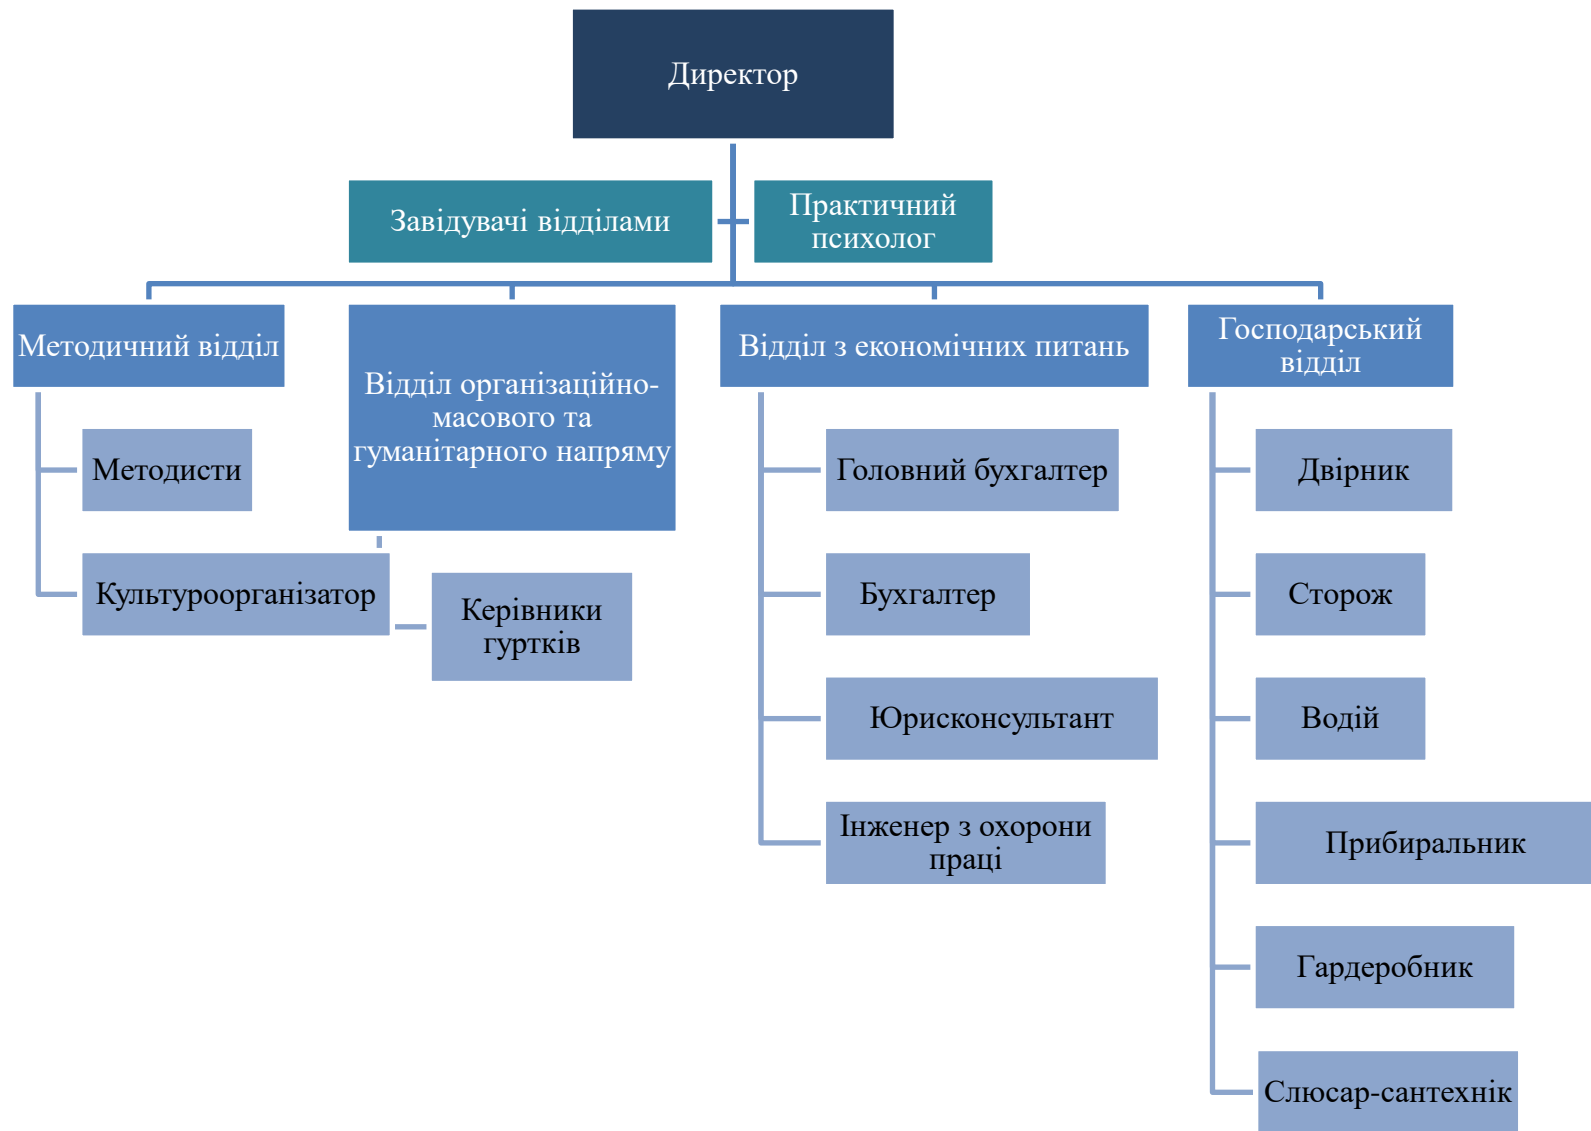 Директор
Завідувачі відділами
Практичний
психолог
Методичний відділ
Відділ організаційно-
масового та
гуманітарного напряму
Відділ з економічних питань
Господарський
відділ
Методисти
Культуроорганізатор
Керівники
гуртків
Головний бухгалтер
Бухгалтер
Юрисконсультант
Інженер з охорони
праці
Двірник
Сторож
Водій
Прибиральник
Гардеробник
Слюсар-сантехнік